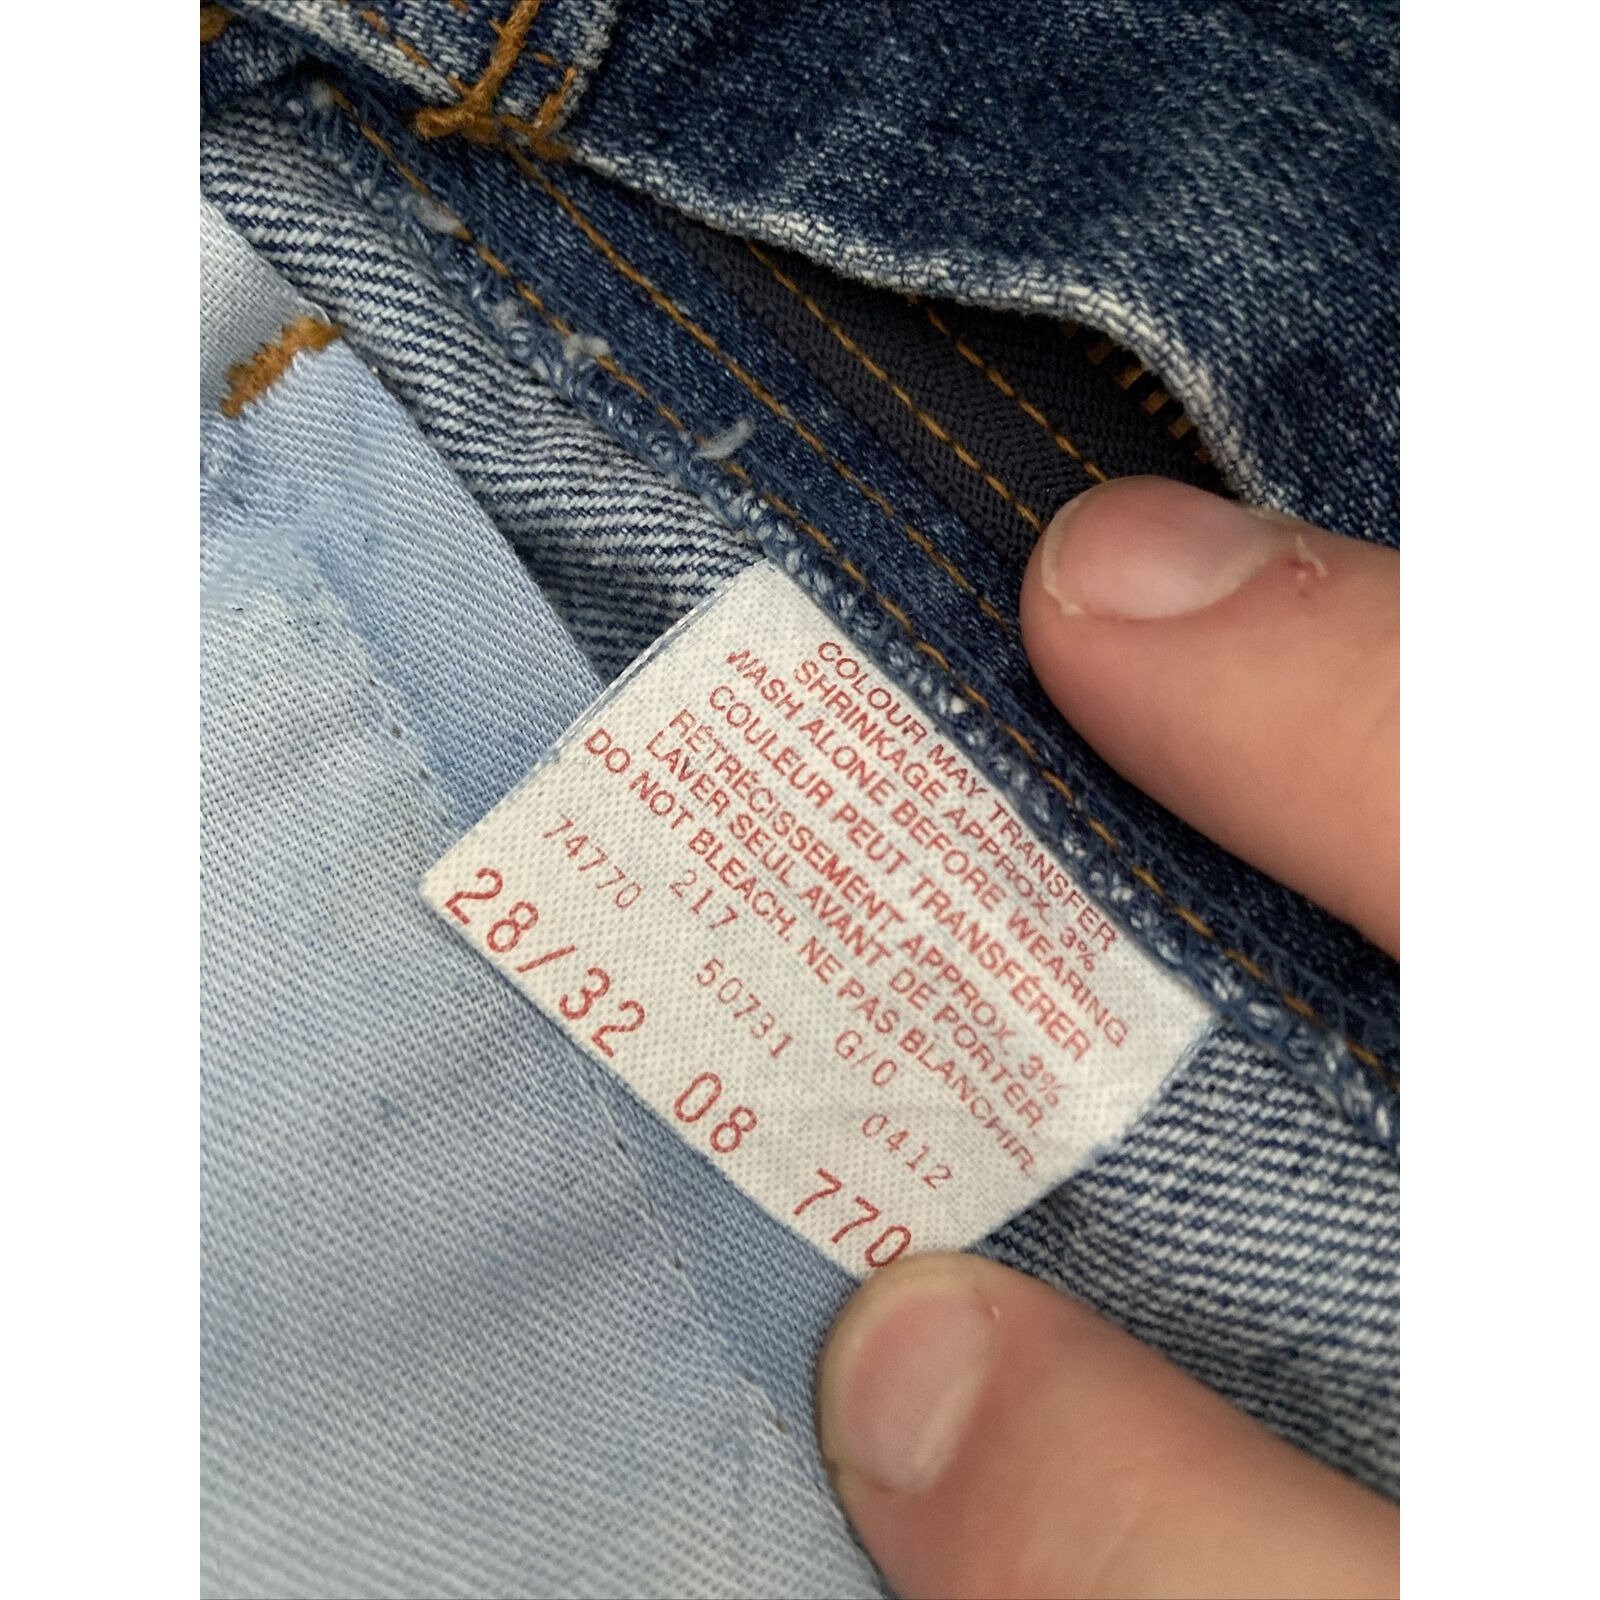 COLOUR MAY TRANSFER
SHRINKAGE APPROX. 3%
WASH ALONE BEFORE WEARING
COULEUR PEUT TRANSFÉRER
RÉTRÉCISSEMENT APPROX. 3%
LAVER SEUL AVANT DE PORTER
DO NOT BLEACH. NE PAS BLANCHIR.
74770 217 50731 G/0 0412
28/32 08 770